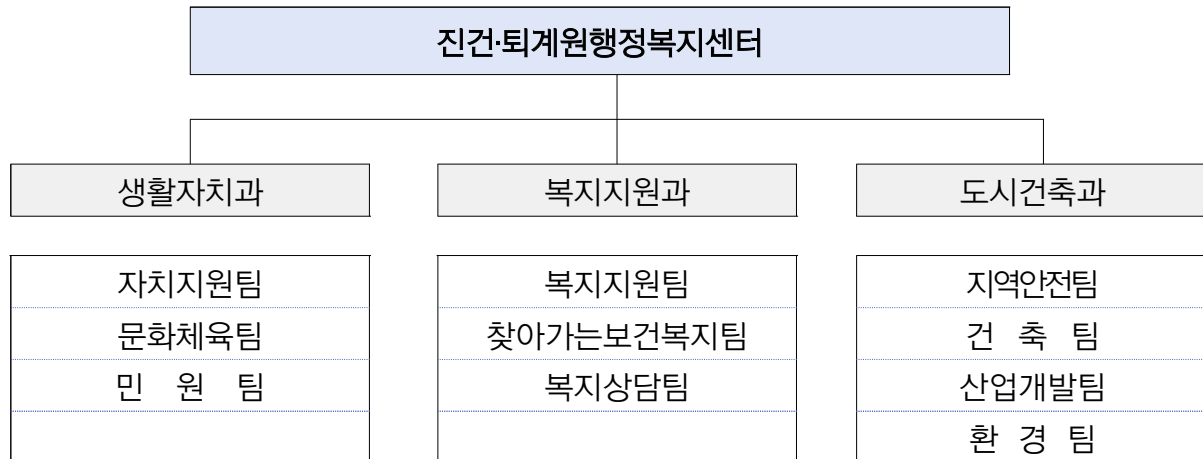 진건·퇴계원행정복지센터
생활자치과
복지지원과
도시건축과
자치지원팀
문화체육팀
민 원 팀
복지지원팀
찾아가는보건복지팀
복지상담팀
지역안전팀
건 축 팀
산업개발팀
환 경 팀